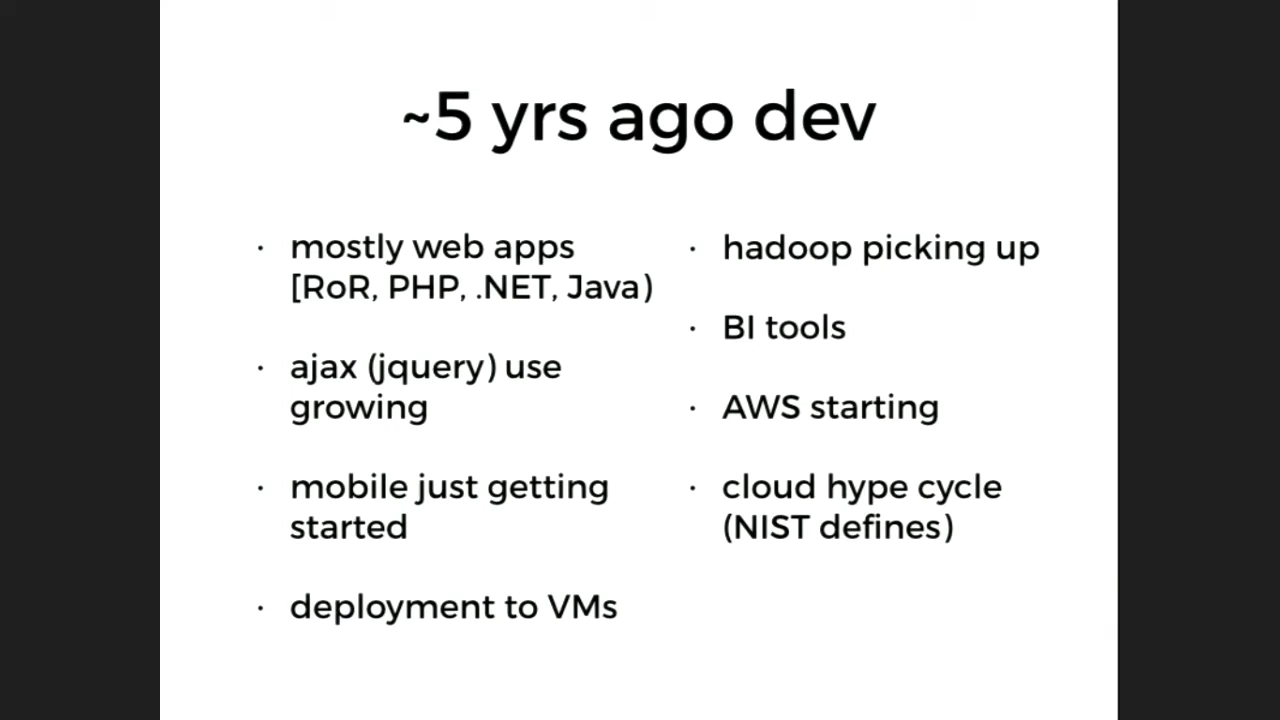 ~5 yrs ago dev
· mostly web apps
[RoR, PHP, .NET, Java)
· ajax (jquery) use
growing
· mobile just getting
started
· deployment to VMs
· hadoop picking up
· BI tools
· AWS starting
· cloud hype cycle
(NIST defines)